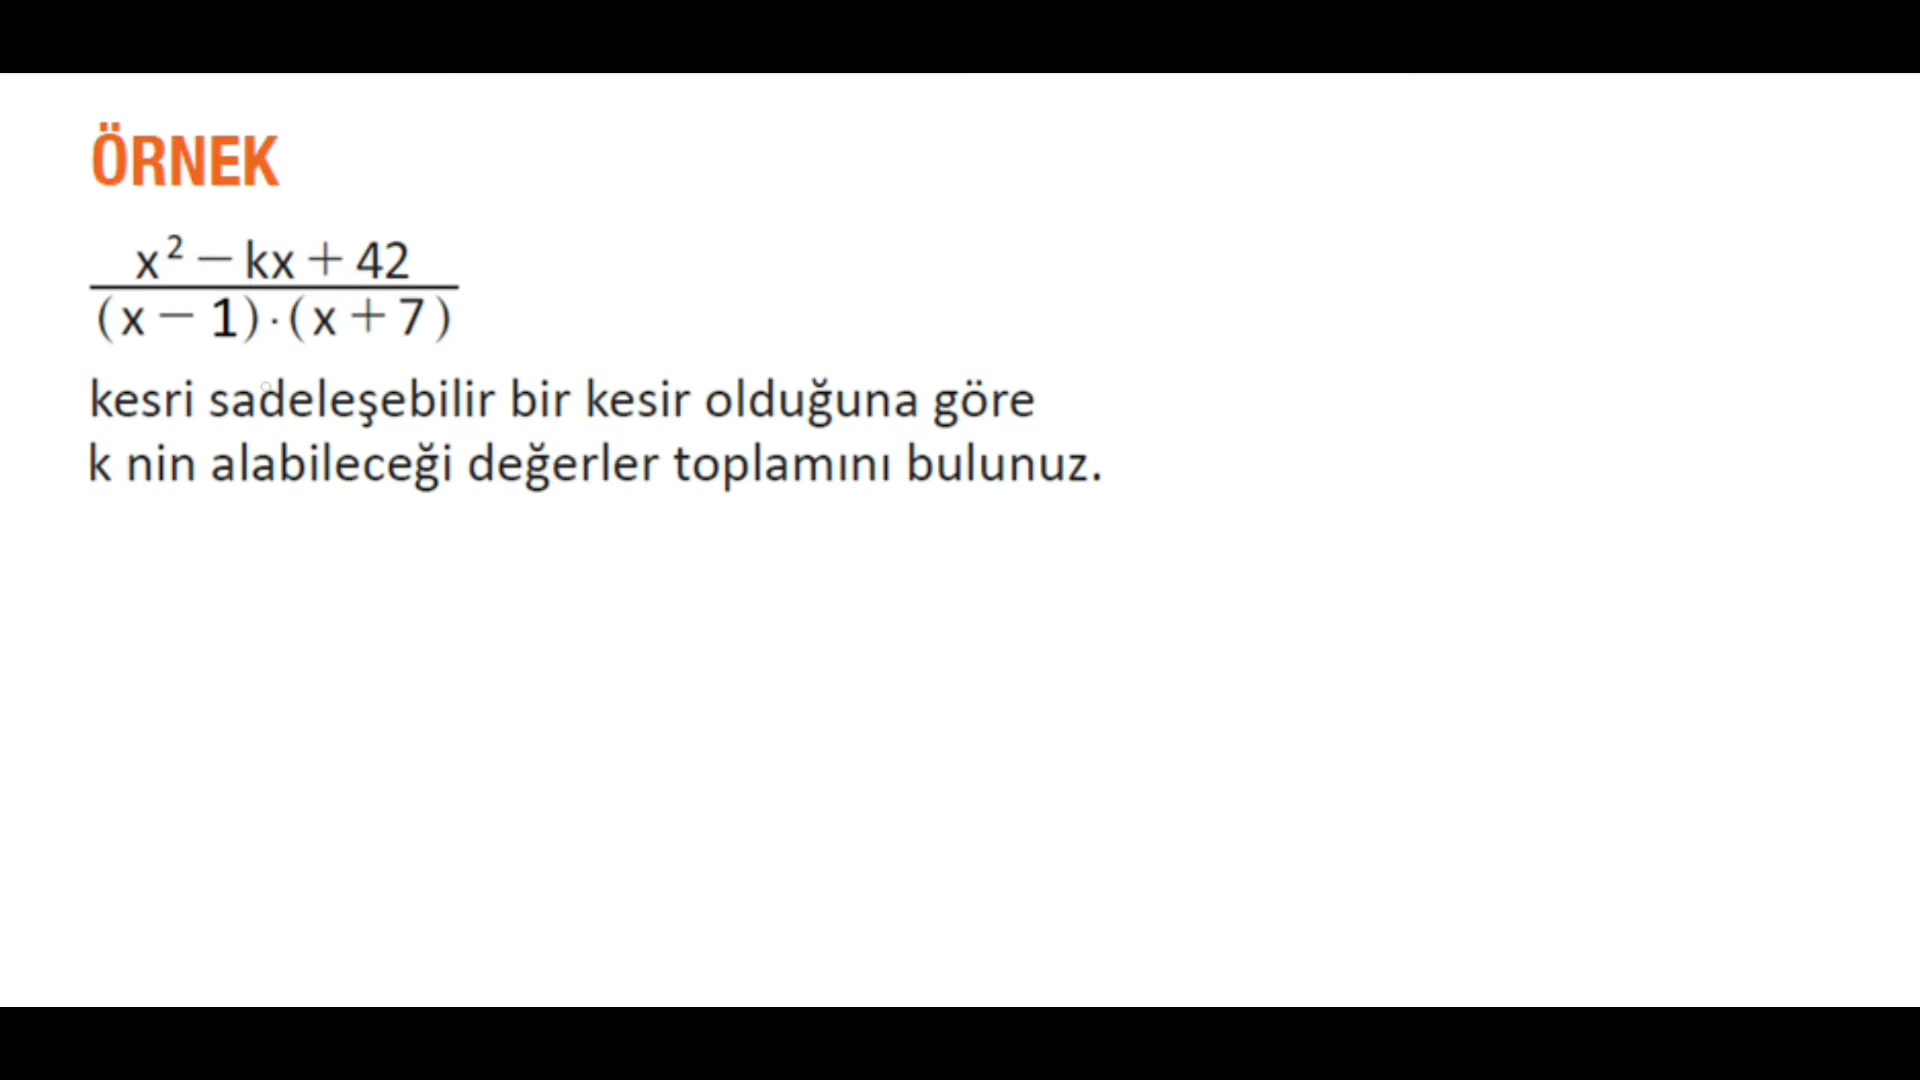 ÖRNEK
x² − kx + 42
(x − 1)·(x + 7)
kesri sadeleşebilir bir kesir olduğuna göre
k nin alabileceği değerler toplamını bulunuz.